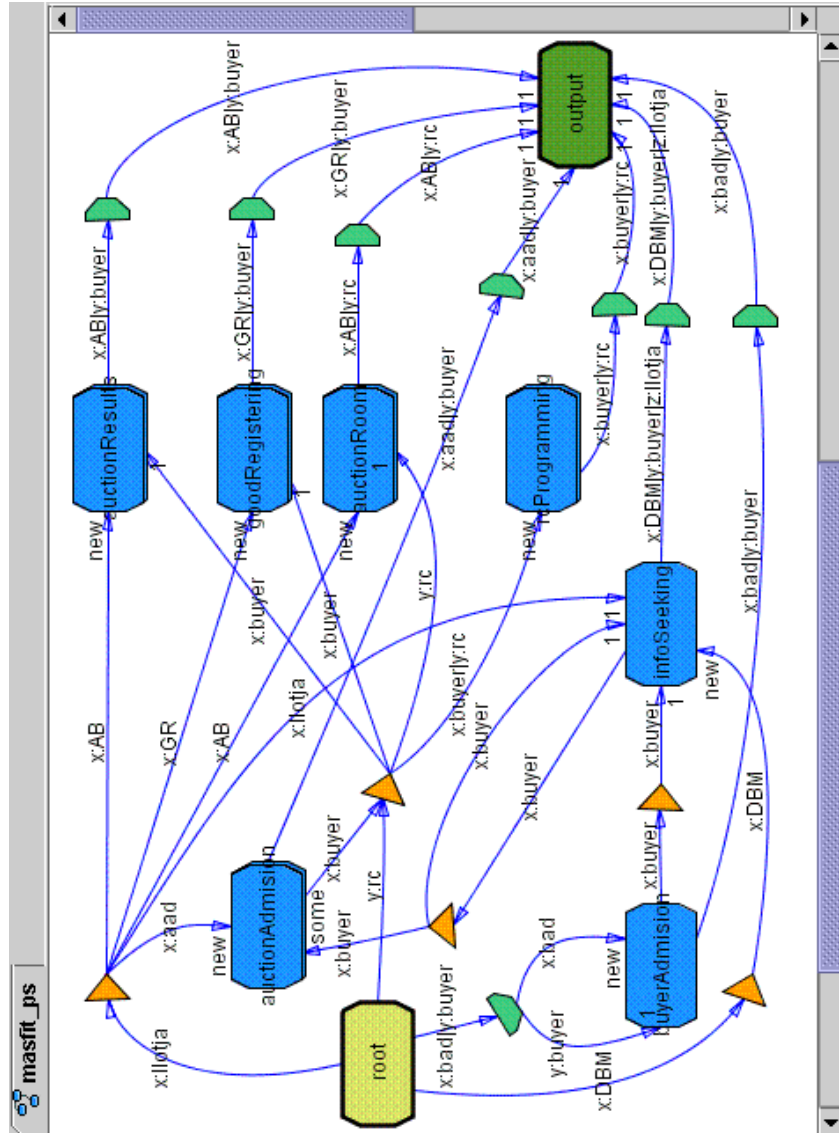 masfit_ps
x:llotja
x:AB
x:GR
x:AB
x:aad
x:llotja
new
auctionAdmision
some
x:buyer
x:buyer
y:rc
root
x:bad|y:buyer
y:buyer
x:bad
new
1
buyerAdmision
x:DBM
x:buyer
x:buyer
1
x:DBM
new
infoSeeking
1
1
x:buyer
x:buyer
x:buyer|y:rc
y:rc
x:buyer
x:buyer
new
auctionResults
1
new
goodRegistering
1
new
auctionRoom
1
new
rcProgramming
x:AB|y:buyer
x:GR|y:buyer
x:AB|y:rc
x:aad|y:buyer
x:buyer|y:rc
x:DBM|y:buyer|z:llotja
x:bad|y:buyer
x:AB|y:buyer
x:GR|y:buyer
x:AB|y:rc
x:aad|y:buyer
x:buyer|y:rc
x:DBM|y:buyer|z:llotja
x:bad|y:buyer
1
1
1
1
1
1
1
output